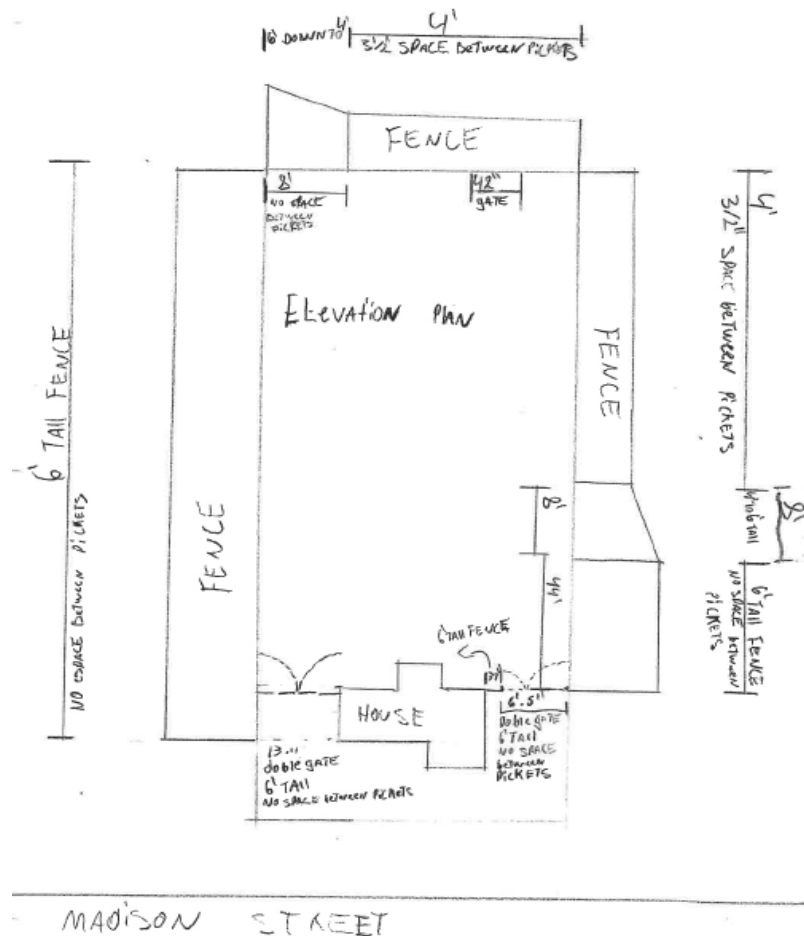 4'
6' DOWN TO 4'
3 1/2' SPACE BETWEEN PICKETS
FENCE
8'
NO SPACE
between
PICKETS
42"
GATE
ELEVATION PLAN
6' TAll FENCE
NO ESPACE BETWEEN PICKETS
FENCE
FENCE
4'
3 1/2" SPACE between PICKETS
8'
44'
8'
4' to 6' TAll
6' TAll FENCE
NO SPACE between
PICKETS
6' TAll FENCE
HOUSE
6'.5"
Doble gate
6' TAll
NO SPACE
between
PICKETS
doble gate
6' TAll
NO SPACE between PICKETS
MADISON STREET